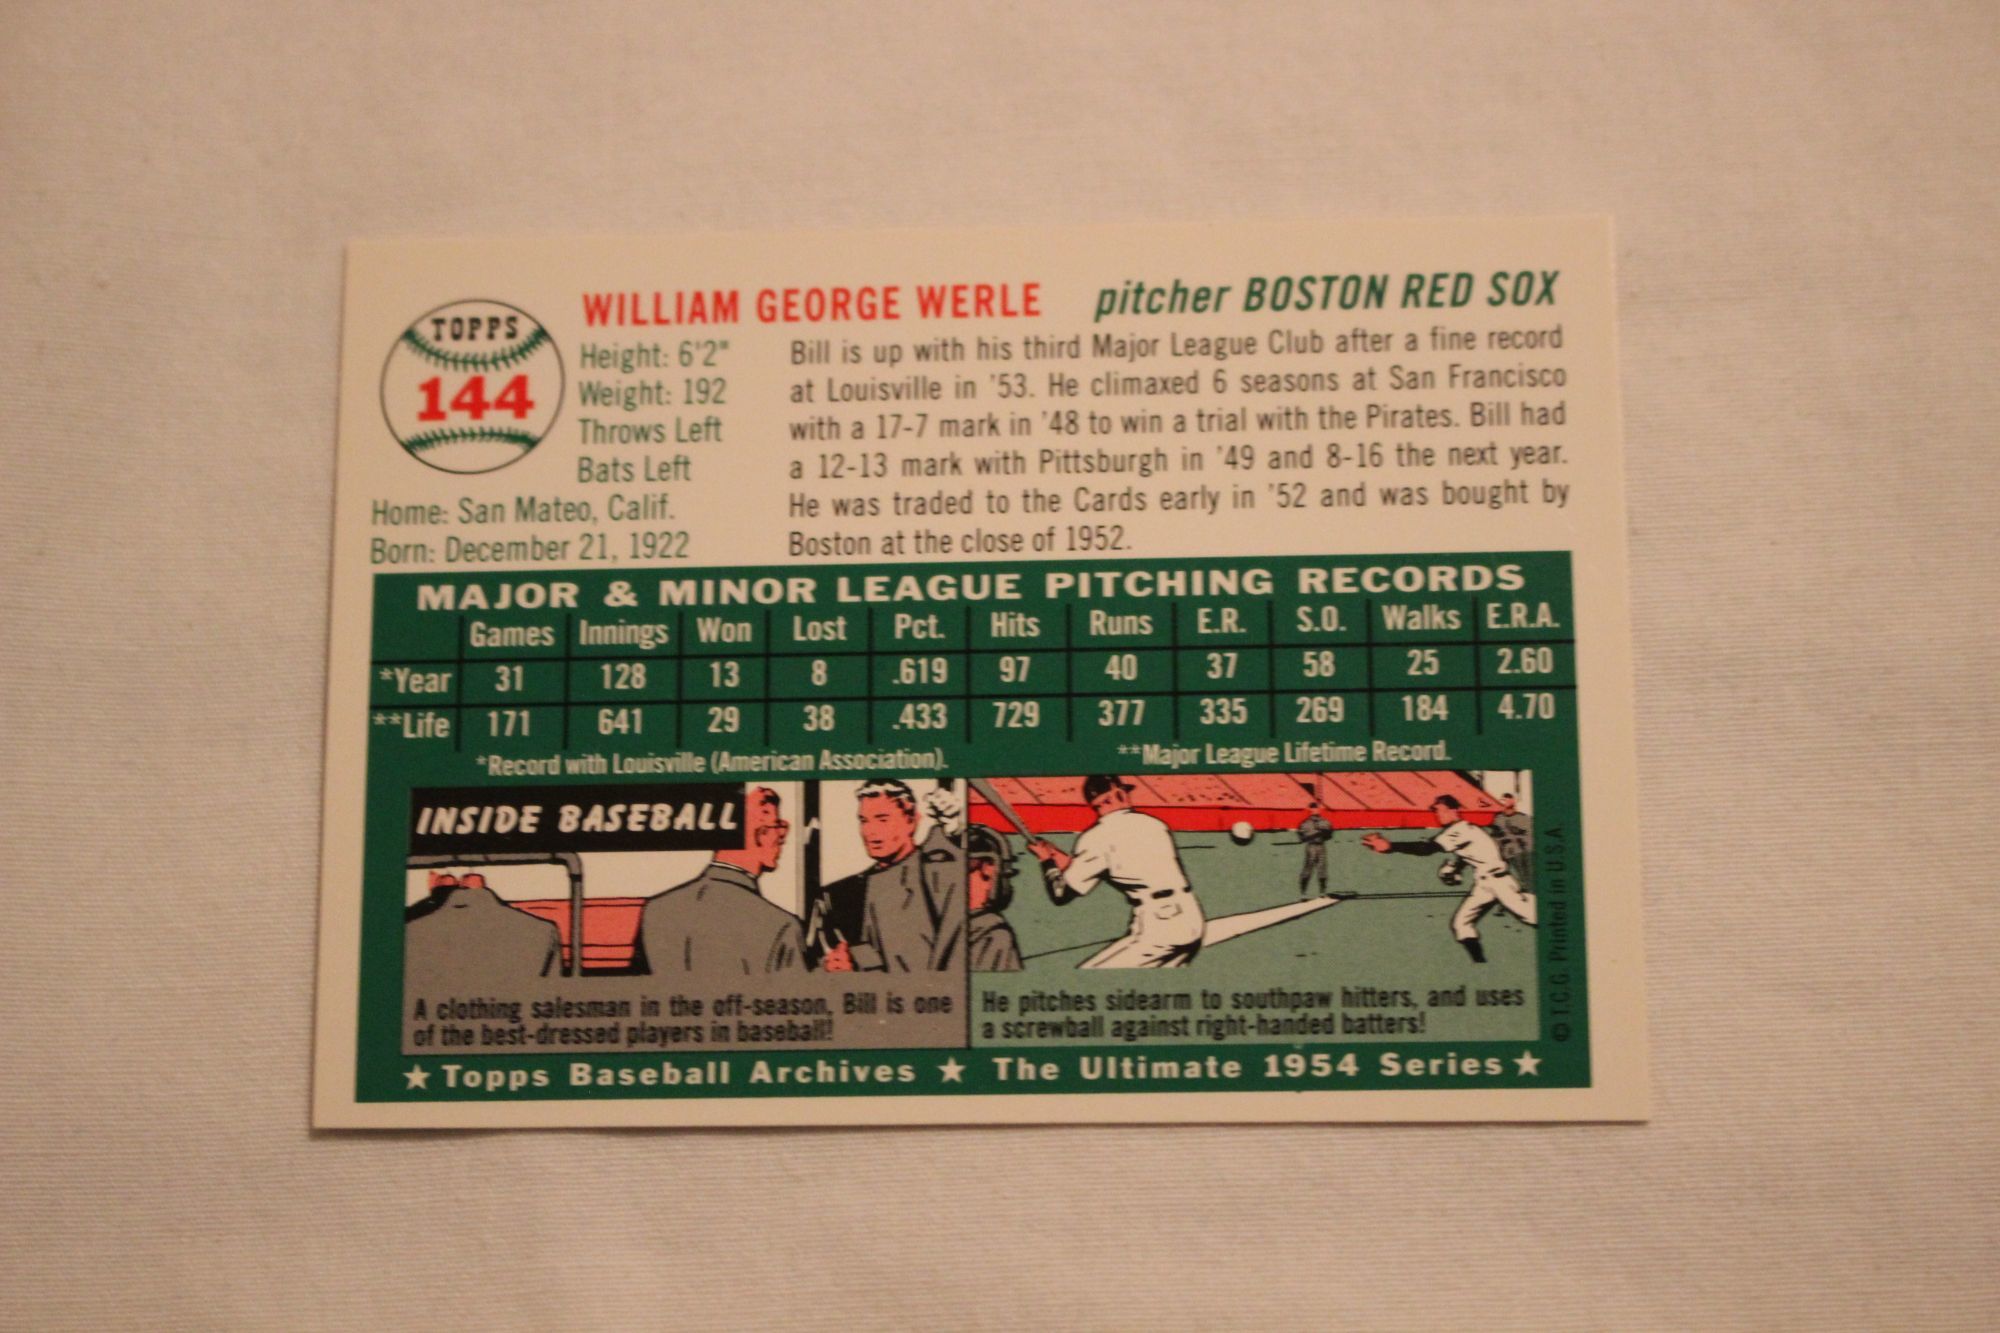 TOPPS
144
WILLIAM GEORGE WERLE pitcher BOSTON RED SOX
Height: 6'2"
Weight: 192
Throws Left
Bats Left
Home: San Mateo, Calif.
Born: December 21, 1922
Bill is up with his third Major League Club after a fine record
at Louisville in '53. He climaxed 6 seasons at San Francisco
with a 17-7 mark in '48 to win a trial with the Pirates. Bill had
a 12-13 mark with Pittsburgh in '49 and 8-16 the next year.
He was traded to the Cards early in '52 and was bought by
Boston at the close of 1952.
MAJOR & MINOR LEAGUE PITCHING RECORDS
Games Innings Won Lost Pct. Hits Runs E.R. S.O. Walks E.R.A.
*Year 31 128 13 8 .619 97 40 37 58 25 2.60
**Life 171 641 29 38 .433 729 377 335 269 184 4.70
*Record with Louisville (American Association). **Major League Lifetime Record.
INSIDE BASEBALL
A clothing salesman in the off-season, Bill is one
of the best-dressed players in baseball!
He pitches sidearm to southpaw hitters, and uses
a screwball against right-handed batters!
© T.C.G. Printed in U.S.A.
★ Topps Baseball Archives ★ The Ultimate 1954 Series ★